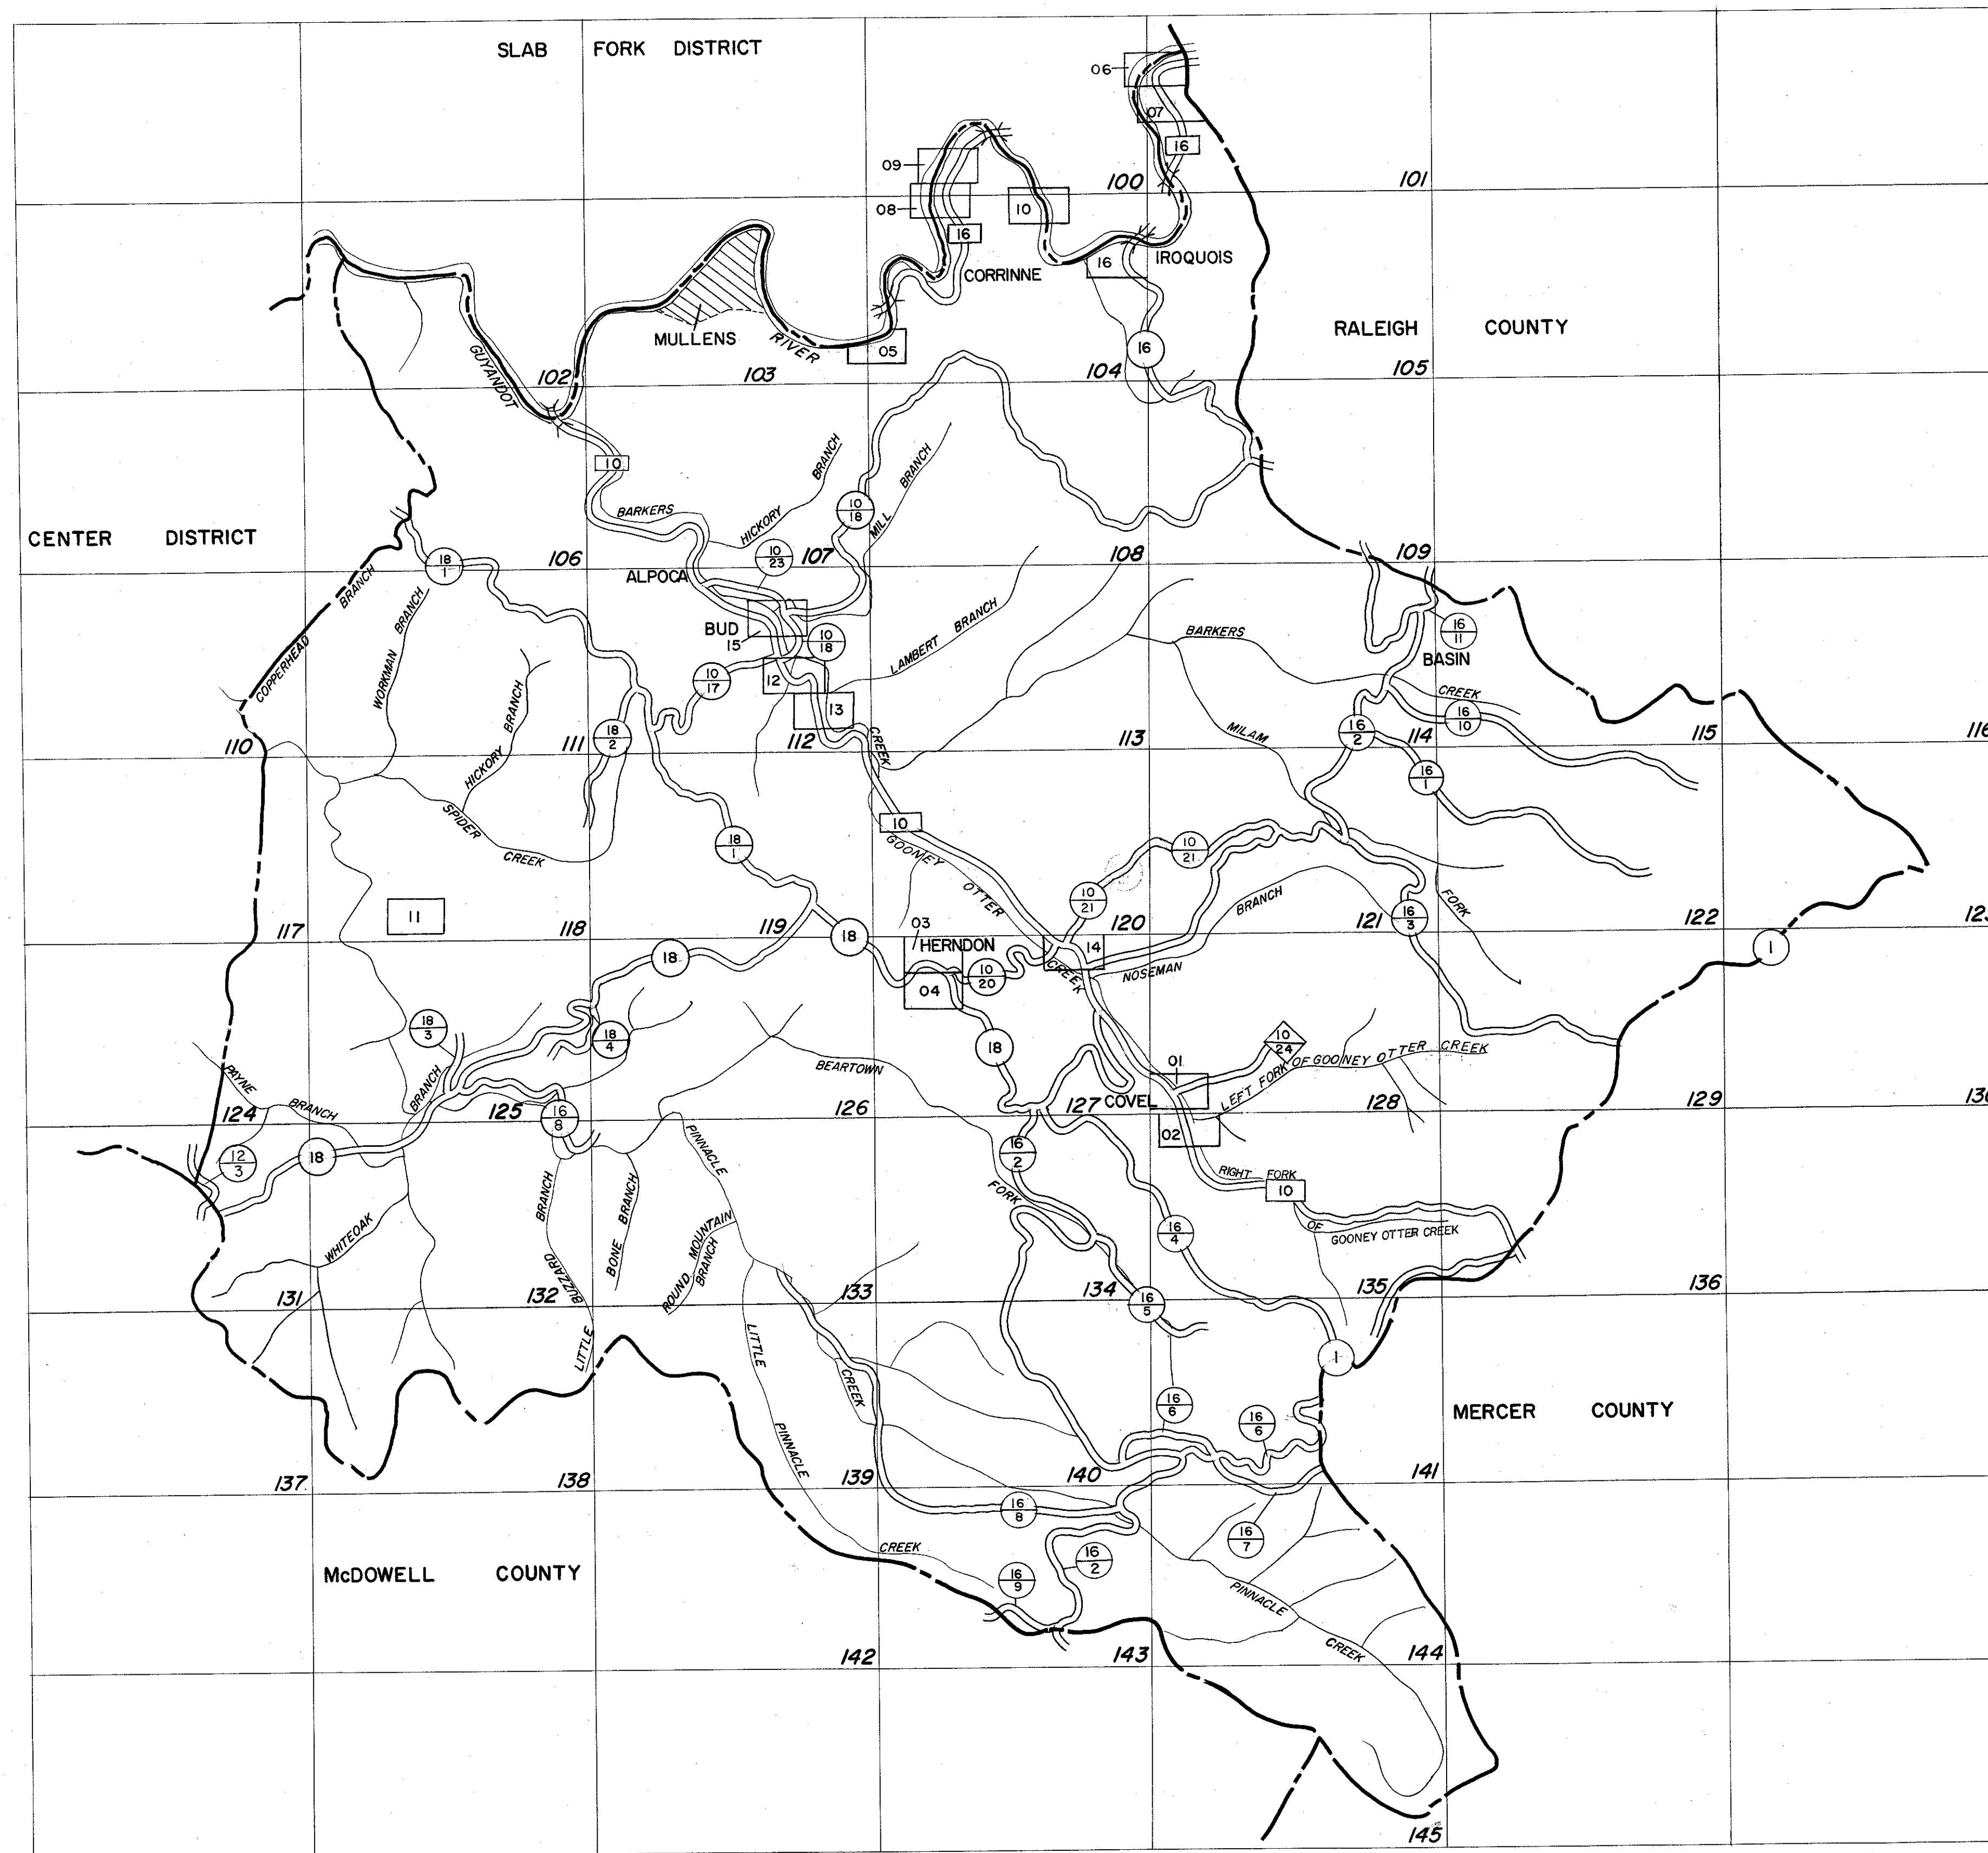 SLAB FORK DISTRICT
06
07
16
09
08
10
16
100
101
16
IROQUOIS
CORRINNE
RALEIGH COUNTY
MULLENS
RIVER
05
16
GUYANDOT
102
103
104
105
10
BARKERS
HICKORY
BRANCH
10
18
MILL
BRANCH
CENTER DISTRICT
18
1
106
10
23
107
108
109
ALPOCA
COPPERHEAD
BRANCH
WORKMAN
BRANCH
BUD
15
10
18
LAMBERT BRANCH
BARKERS
16
11
BASIN
HICKORY
BRANCH
10
17
12
13
CREEK
16
10
110
111
18
2
112
CREEK
113
MILAM
16
2
114
115
116
16
1
SPIDER
CREEK
18
1
10
GOONEY
OTTER
10
21
10
21
BRANCH
11
117
118
119
18
03
HERNDON
120
14
121
16
3
FORK
122
123
1
18
04
10
20
CREEK
NOSEMAN
18
3
18
4
18
BEARTOWN
01
10
24
LEFT FORK OF GOONEY OTTER CREEK
PAYNE
BRANCH
BRANCH
124
125
16
8
126
127
COVEL
128
129
130
02
12
3
18
PINNACLE
16
2
FORK
RIGHT FORK
10
OF
GOONEY OTTER CREEK
WHITEOAK
BRANCH
BUZZARD
LITTLE
BONE
BRANCH
ROUND MOUNTAIN
BRANCH
16
4
131
132
133
134
16
5
135
136
LITTLE
PINNACLE
CREEK
1
16
6
16
6
MERCER COUNTY
137
138
139
140
141
16
8
16
7
CREEK
16
9
16
2
McDOWELL COUNTY
PINNACLE
CREEK
142
143
144
145